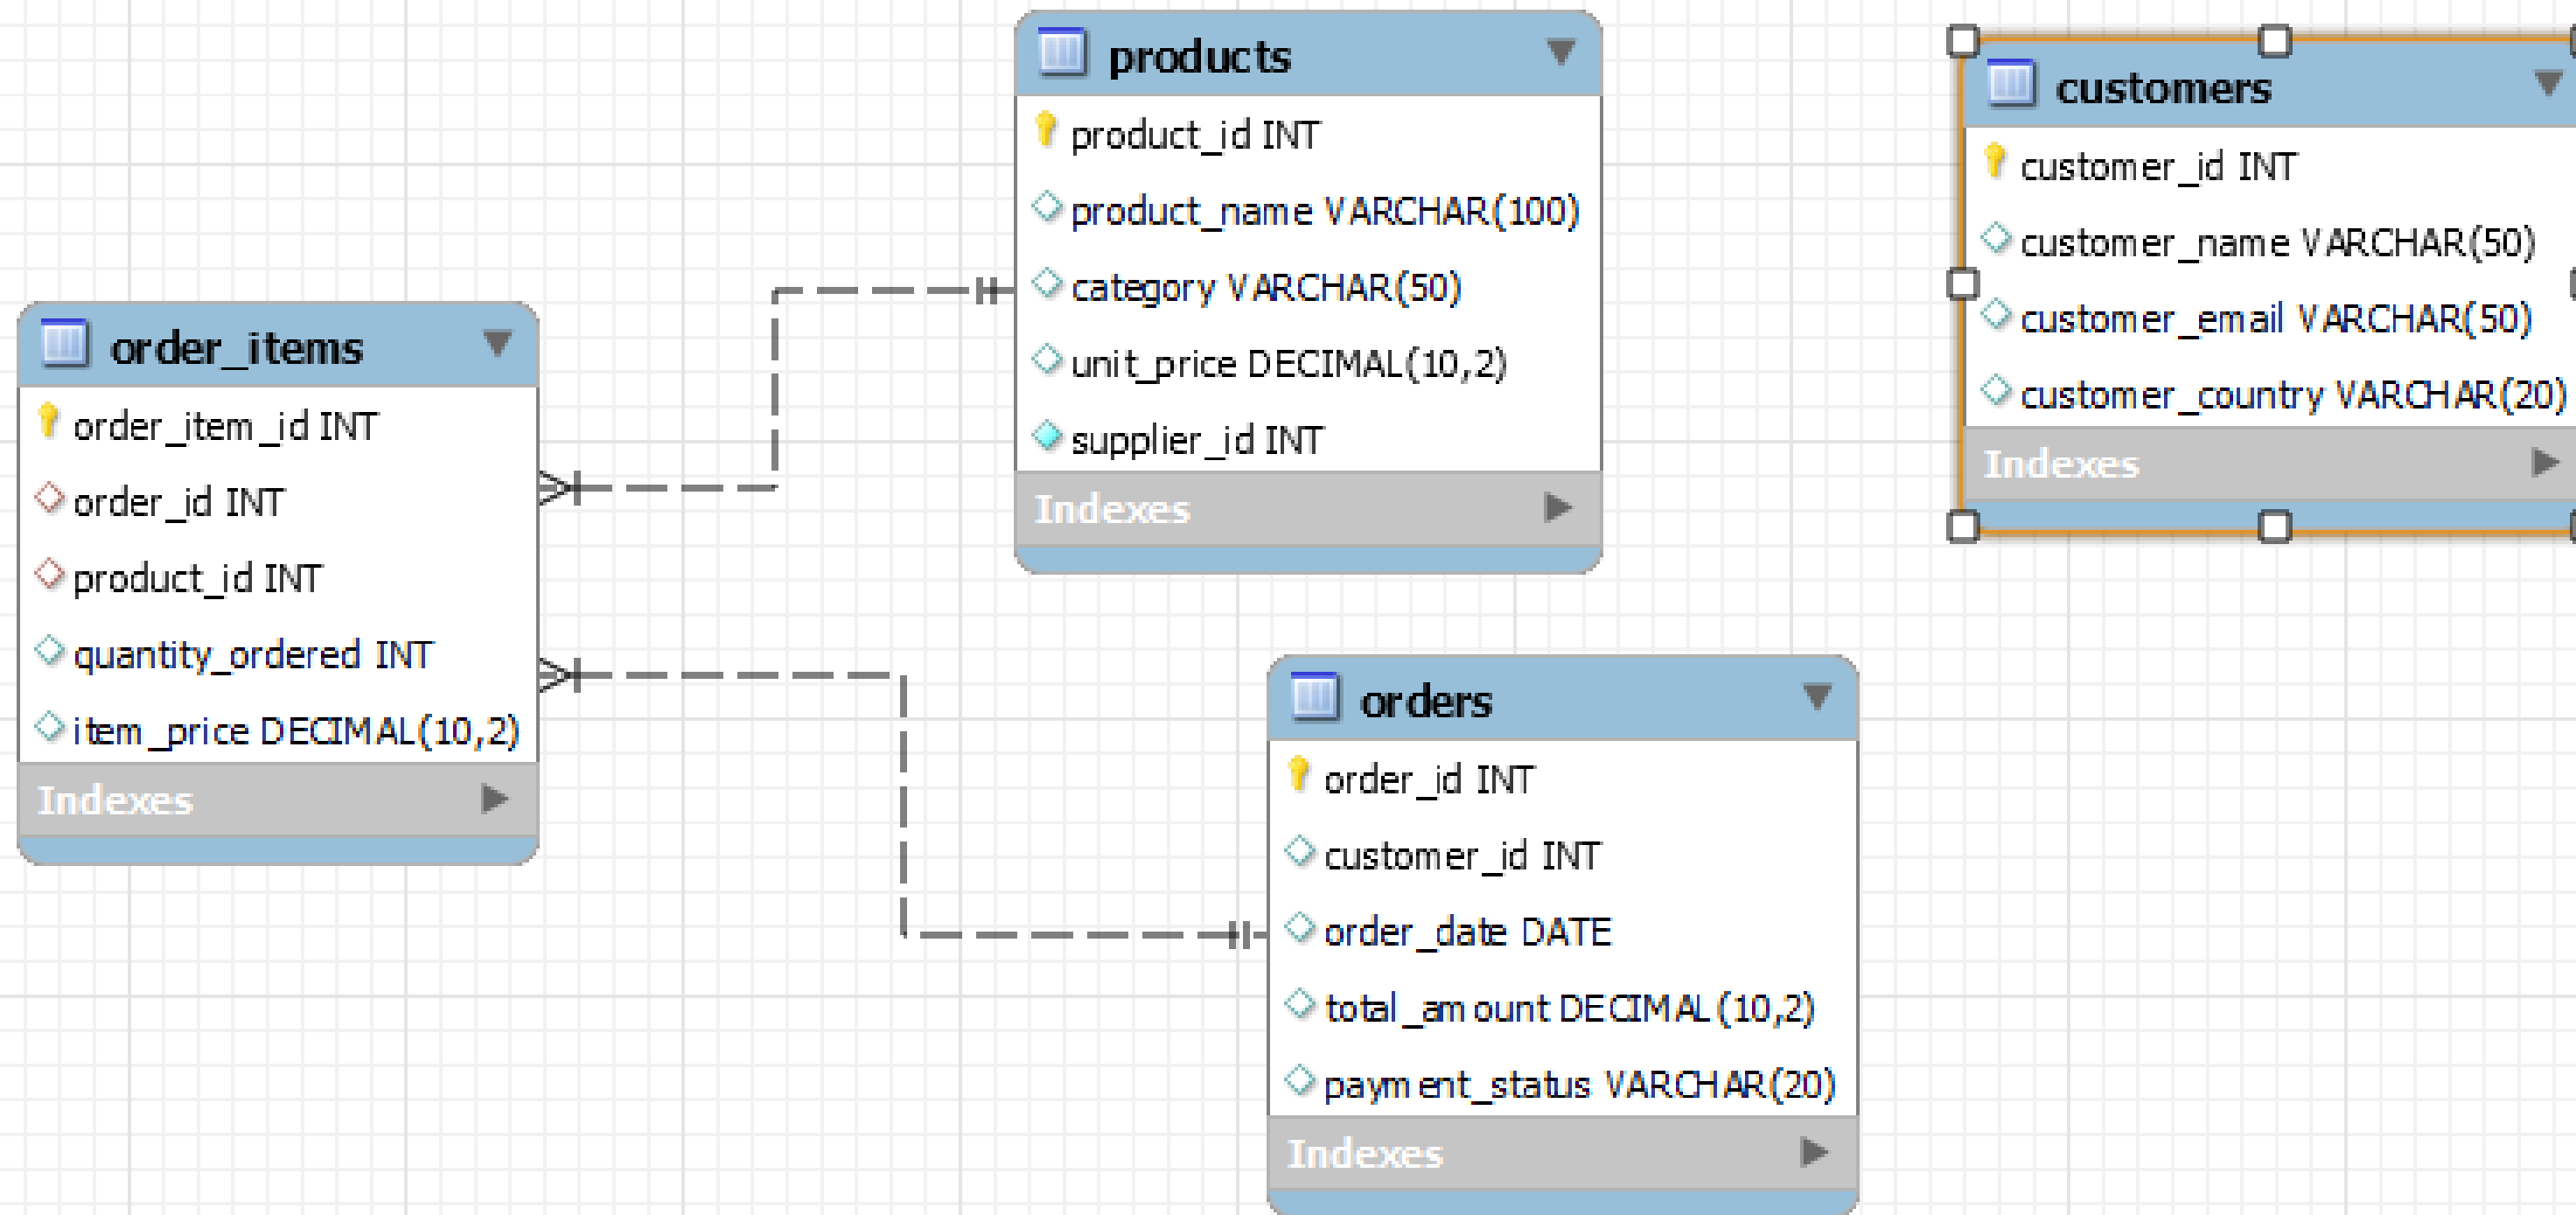 products
product_id INT
product_name VARCHAR(100)
category VARCHAR(50)
unit_price DECIMAL(10,2)
supplier_id INT
Indexes
customers
customer_id INT
customer_name VARCHAR(50)
customer_email VARCHAR(50)
customer_country VARCHAR(20)
Indexes
order_items
order_item_id INT
order_id INT
product_id INT
quantity_ordered INT
item_price DECIMAL(10,2)
Indexes
orders
order_id INT
customer_id INT
order_date DATE
total_amount DECIMAL(10,2)
payment_status VARCHAR(20)
Indexes